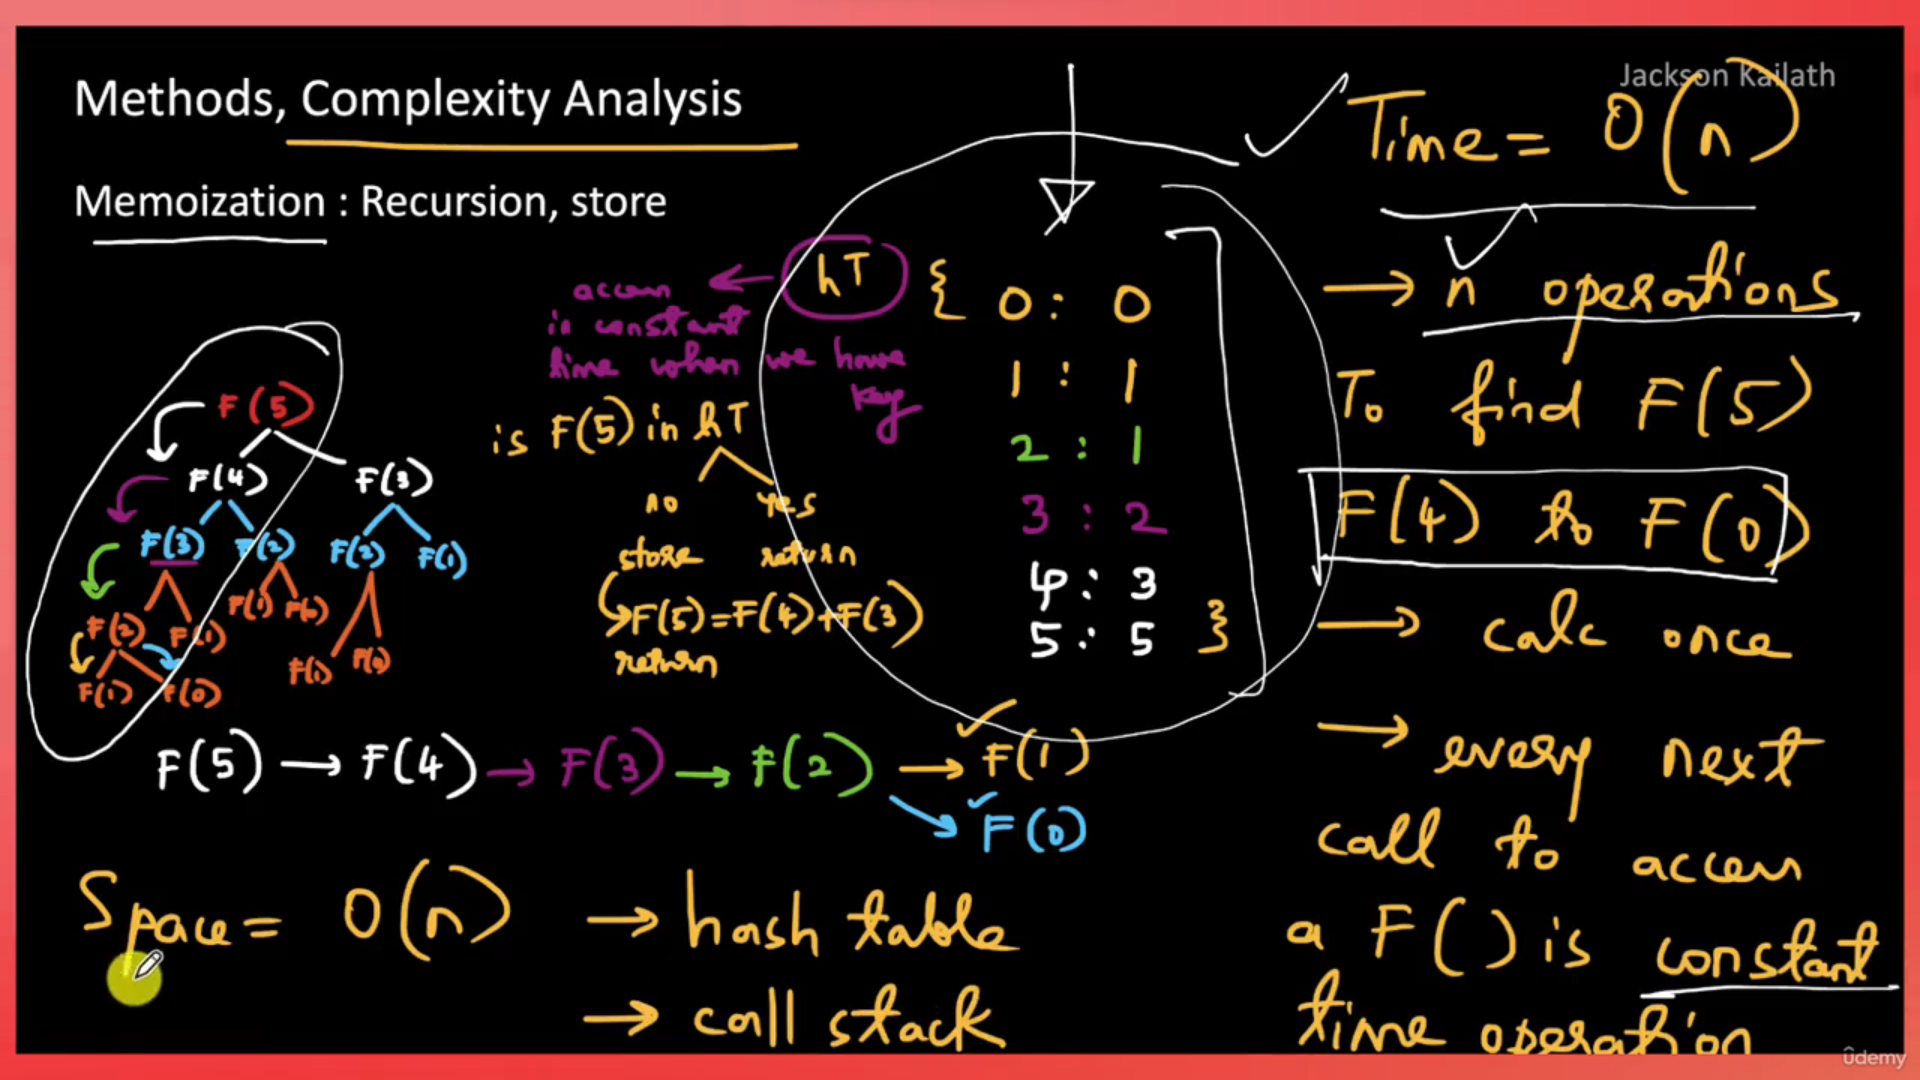 Jackson Kailath
Methods, Complexity Analysis
Memoization : Recursion, store
Time = O(n)
→ n operations
To find F(5)
F(4) to F(0)
→ calc once
→ every next
call to access
a F( ) is constant
time operation
hT { 0 : 0
1 : 1
2 : 1
3 : 2
4 : 3
5 : 5 }
access
is constant
time when we have
key
is F(5) in hT
no yes
store return
F(5)=F(4)+F(3)
return
F(5)
F(4) F(3)
F(3) F(2) F(2) F(1)
F(2) F(1) F(1) F(0) F(1) F(0)
F(1) F(0)
F(5) → F(4) → F(3) → F(2) → F(1)
F(0)
Space = O(n) → hash table
→ call stack
ûdemy